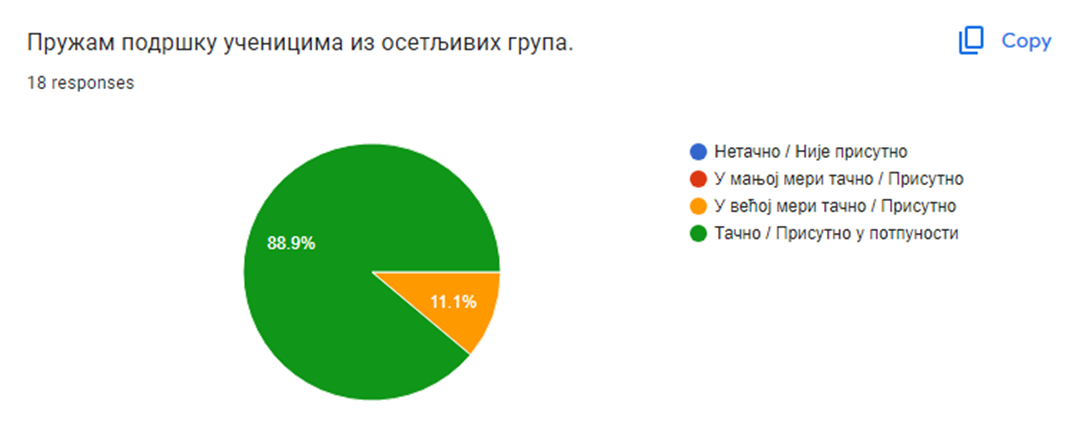 Пружам подршку ученицима из осетљивих група.
Copy
18 responses
88.9%
11.1%
Нетачно / Није присутно
У мањој мери тачно / Присутно
У већој мери тачно / Присутно
Тачно / Присутно у потпуности